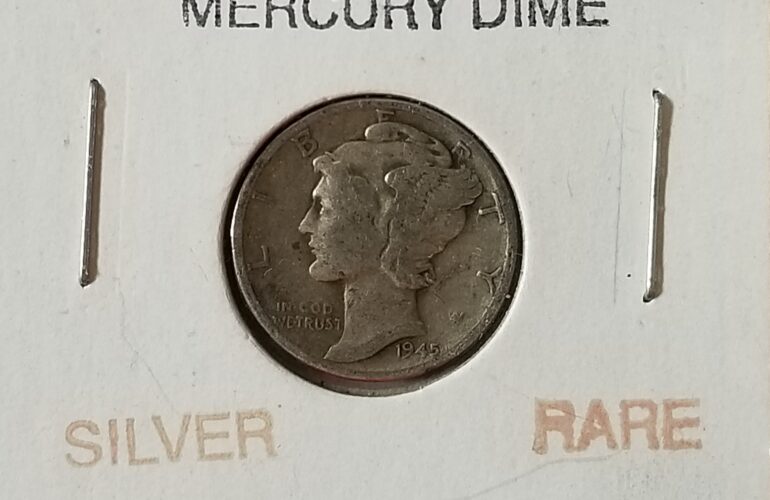 MERCURY DIME
LIBERTY
IN GOD
WE TRUST
1945
SILVER
RARE